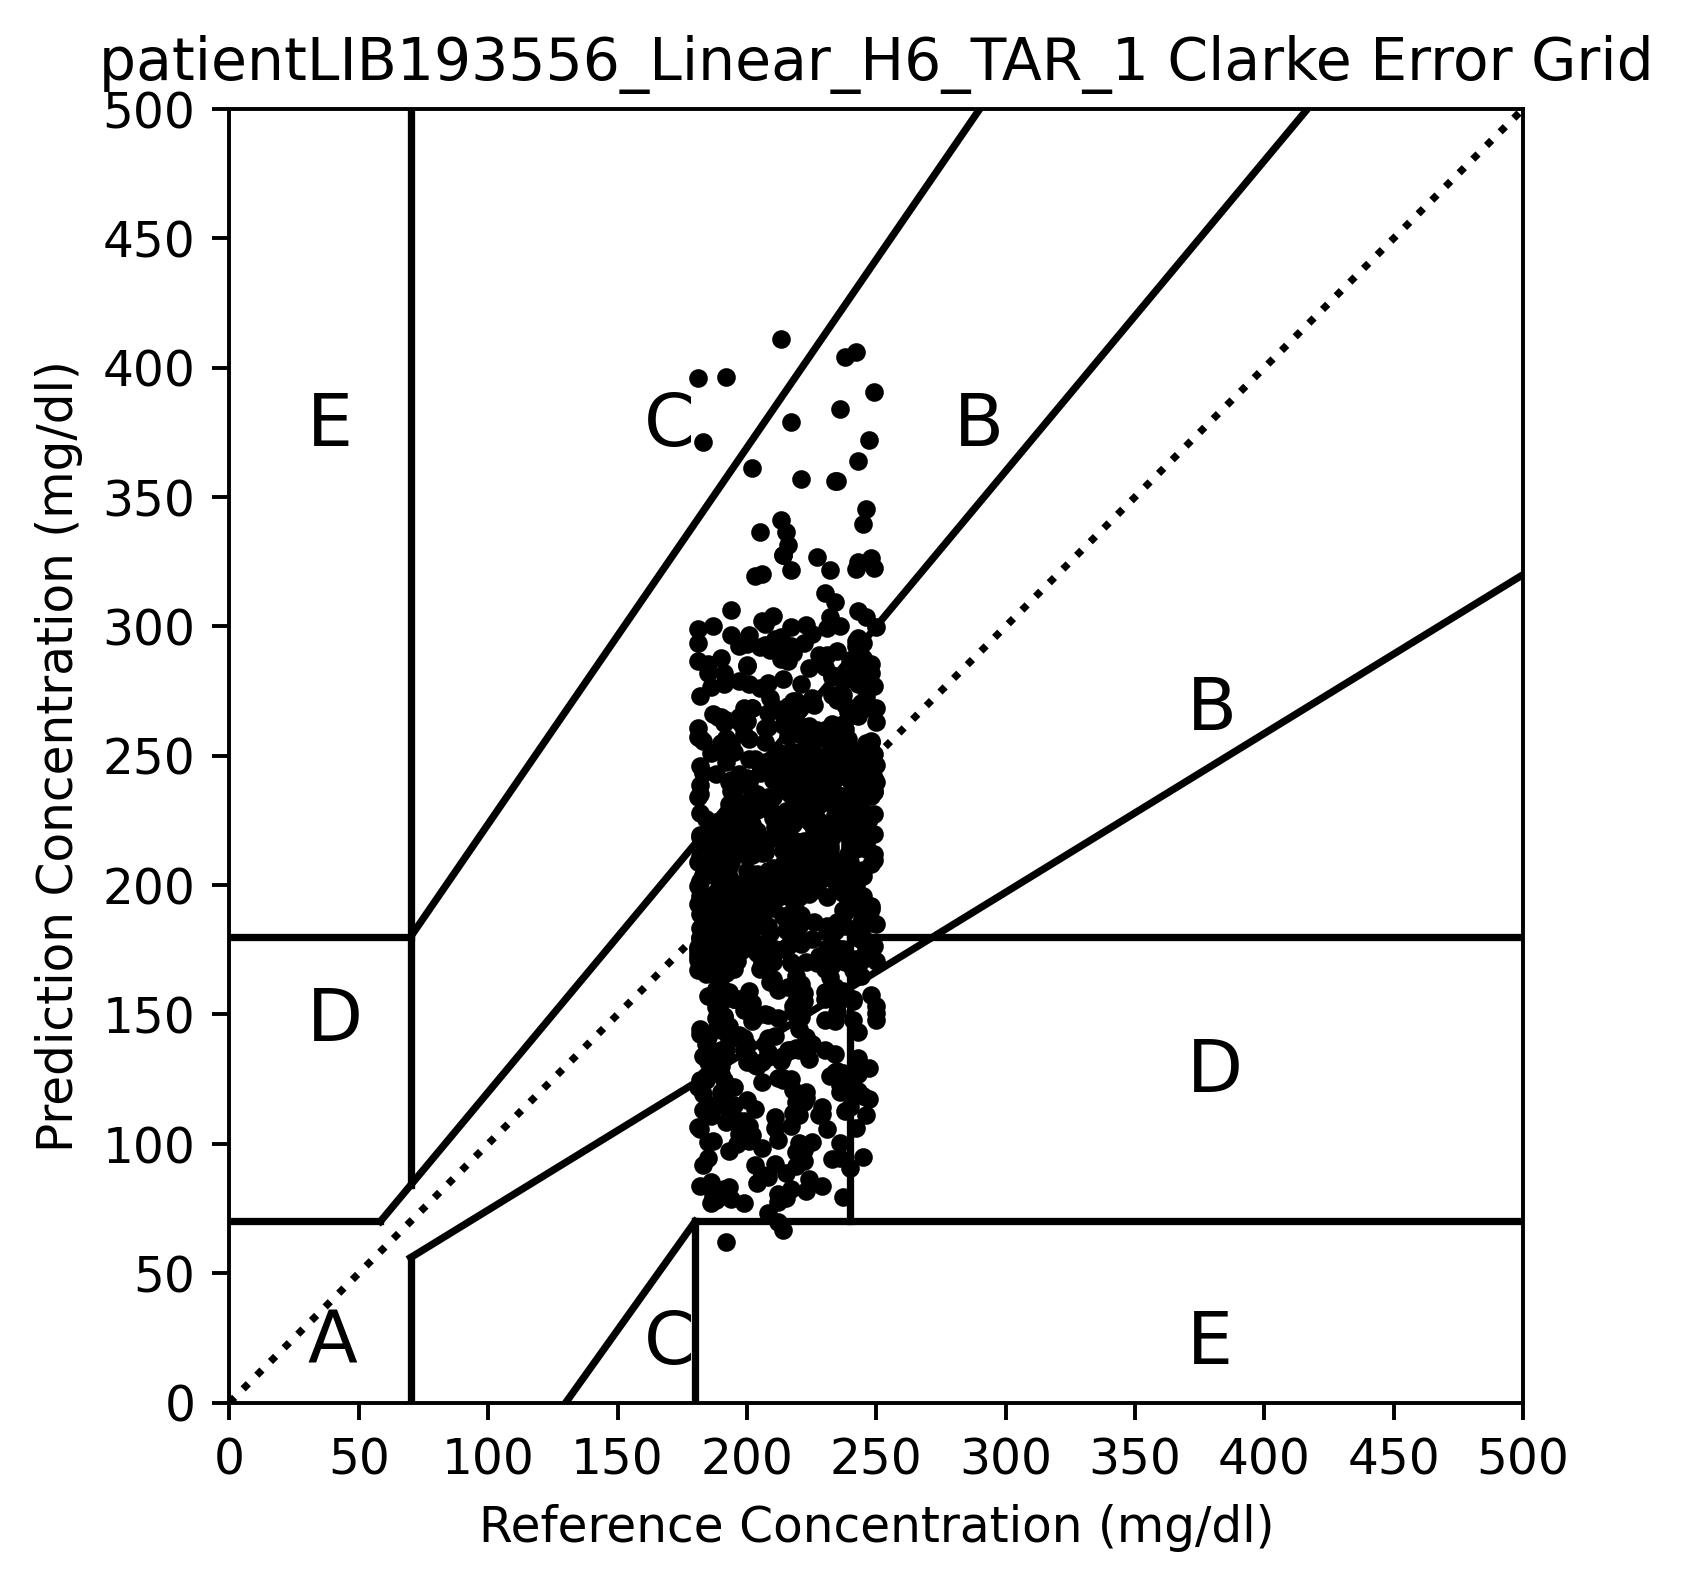 patientLIB193556_Linear_H6_TAR_1 Clarke Error Grid
500
450
400
350
300
250
200
150
100
50
0
Prediction Concentration (mg/dl)
E
C
B
B
D
D
A
C
E
0 50 100 150 200 250 300 350 400 450 500
Reference Concentration (mg/dl)